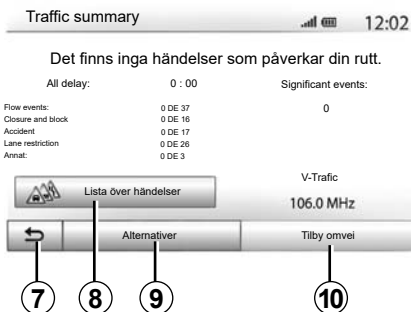 Traffic summary
12:02
Det finns inga händelser som påverkar din rutt.
All delay: 0 : 00 Significant events:
Flow events: 0 DE 37 0
Closure and block 0 DE 16
Accident 0 DE 17
Lane restriction 0 DE 26
Annat: 0 DE 3
V-Trafic
Lista över händelser
106.0 MHz
Alternativer
Tilby omvei
7 8 9 10